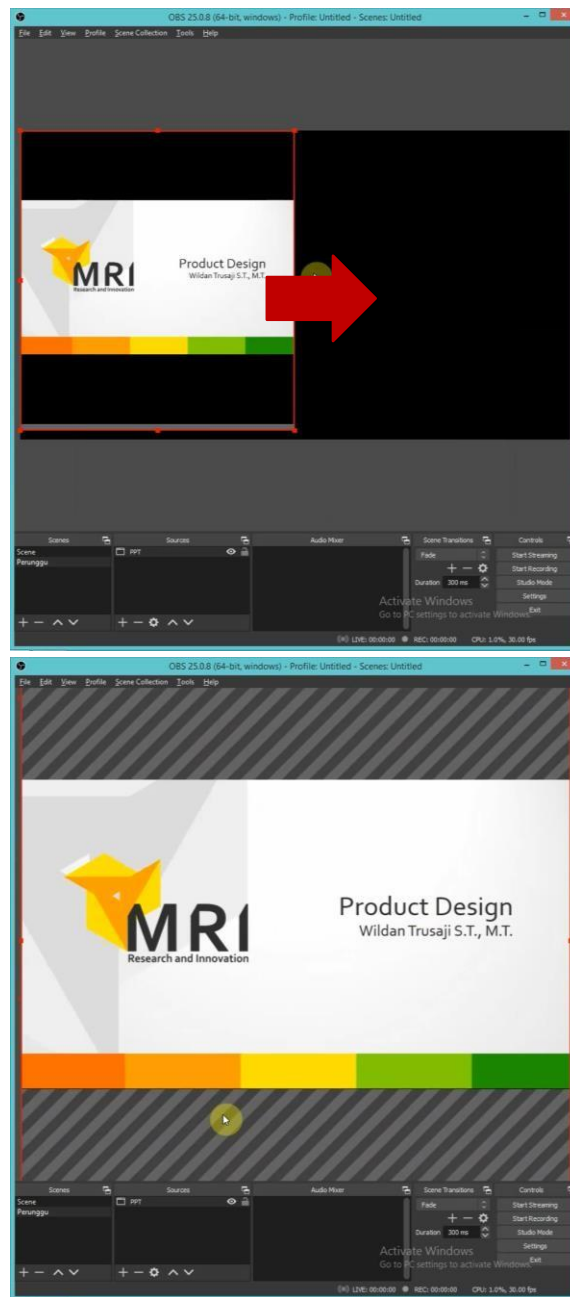 OBS 25.0.8 (64-bit, windows) - Profile: Untitled - Scenes: Untitled
File Edit View Profile Scene Collection Tools Help
MRI
Research and Innovation
Product Design
Wildan Trusaji S.T., M.T.
Scenes Sources Audio Mixer Scene Transitions Controls
Scene PPT Fade Start Streaming
Perunggu Start Recording
Duration 300 ms Studio Mode
Settings
Exit
Activate Windows
Go to PC settings to activate Windows.
LIVE: 00:00:00 REC: 00:00:00 CPU: 1.0%, 30.00 fps
OBS 25.0.8 (64-bit, windows) - Profile: Untitled - Scenes: Untitled
File Edit View Profile Scene Collection Tools Help
MRI
Research and Innovation
Product Design
Wildan Trusaji S.T., M.T.
Scenes Sources Audio Mixer Scene Transitions Controls
Scene PPT Fade Start Streaming
Perunggu Start Recording
Duration 300 ms Studio Mode
Settings
Exit
Activate Windows
Go to PC settings to activate Windows.
LIVE: 00:00:00 REC: 00:00:00 CPU: 1.0%, 30.00 fps